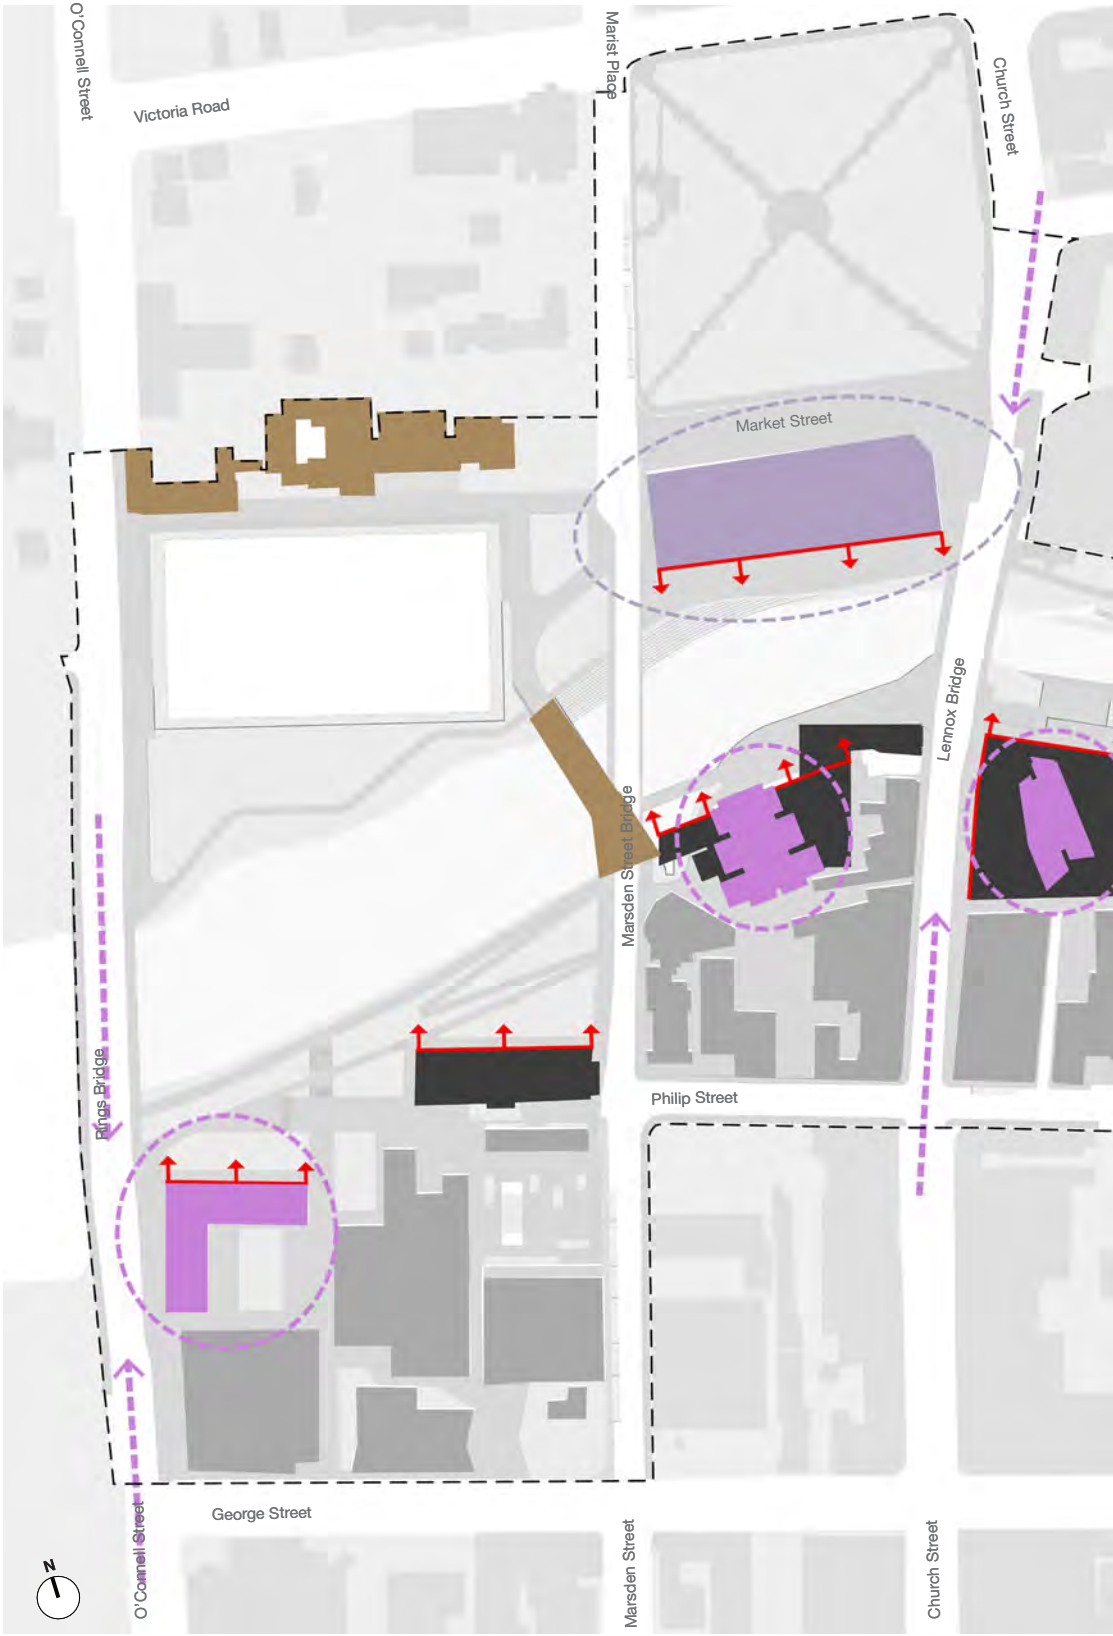 O'Connell Street
Marist Place
Church Street
Victoria Road
Market Street
Lennox Bridge
Marsden Street Bridge
Rings Bridge
Philip Street
George Street
N
O'Connell Street
Marsden Street
Church Street